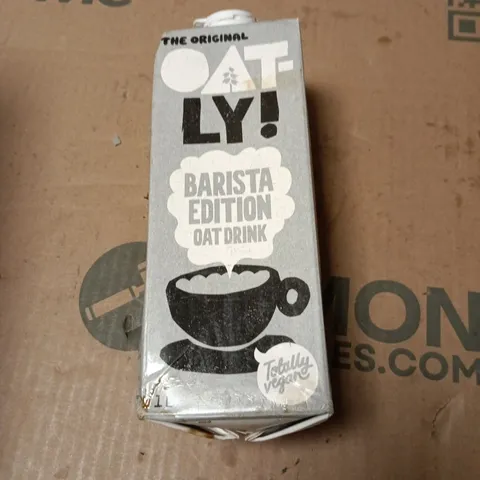 THE ORIGINAL
OAT-
LY!
BARISTA
EDITION
OAT DRINK
Totally
vegan
1L
MON
ES.COM